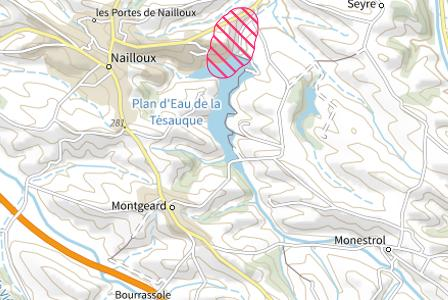 les Portes de Nailloux
Seyre
Nailloux
Plan d'Eau de la
Tésauque
281
Montgeard
Monestrol
Bourrassole